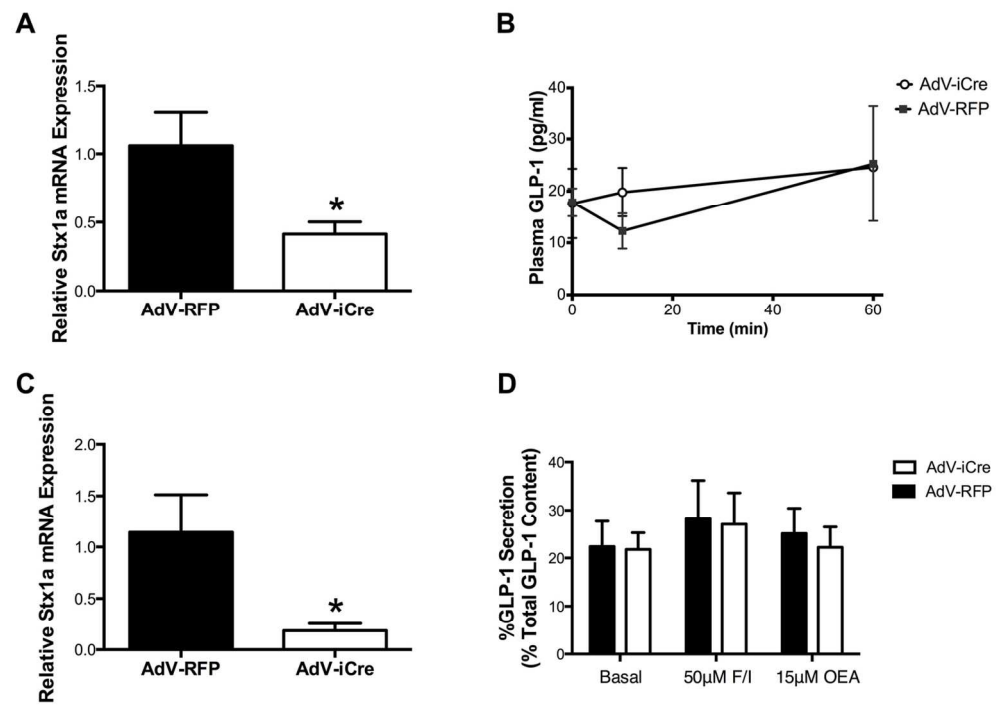 A
Relative Stx1a mRNA Expression
1.5
1.0
0.5
0.0
*
AdV-RFP
AdV-iCre
B
Plasma GLP-1 (pg/ml)
40
30
20
10
0
0
20
40
60
Time (min)
AdV-iCre
AdV-RFP
C
Relative Stx1a mRNA Expression
2.0
1.5
1.0
0.5
0.0
*
AdV-RFP
AdV-iCre
D
%GLP-1 Secretion
(% Total GLP-1 Content)
40
30
20
10
0
Basal
50μM F/I
15μM OEA
AdV-iCre
AdV-RFP